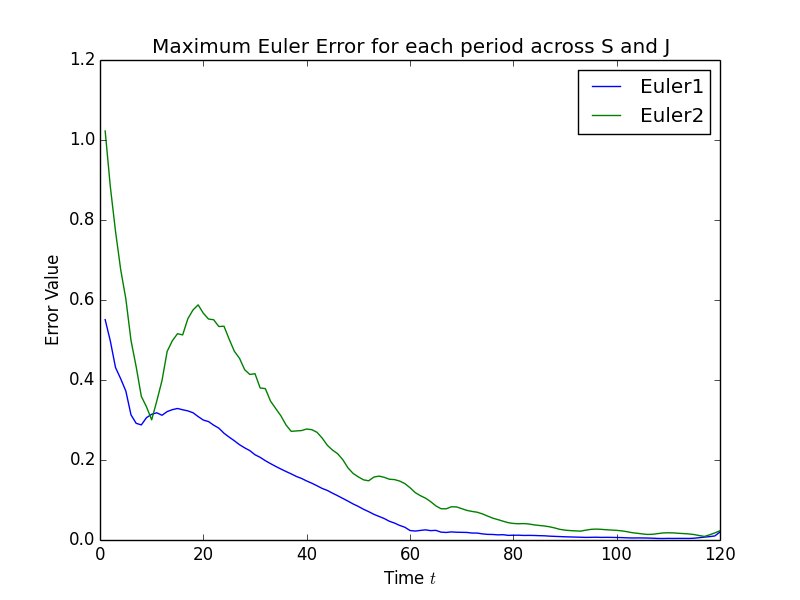 Maximum Euler Error for each period across S and J
1.2
1.0
0.8
0.6
0.4
0.2
0.0
Error Value
Euler1
Euler2
0 20 40 60 80 100 120
Time t